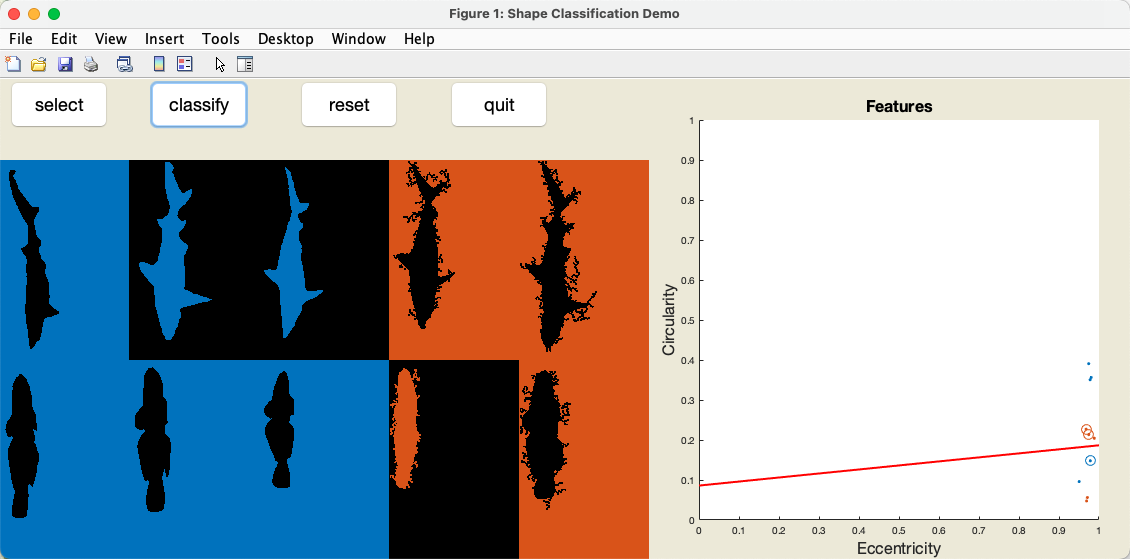 Figure 1: Shape Classification Demo
File Edit View Insert Tools Desktop Window Help
select classify reset quit
Features
1
0.9
0.8
0.7
0.6
0.5
0.4
0.3
0.2
0.1
0
Circularity
0 0.1 0.2 0.3 0.4 0.5 0.6 0.7 0.8 0.9 1
Eccentricity